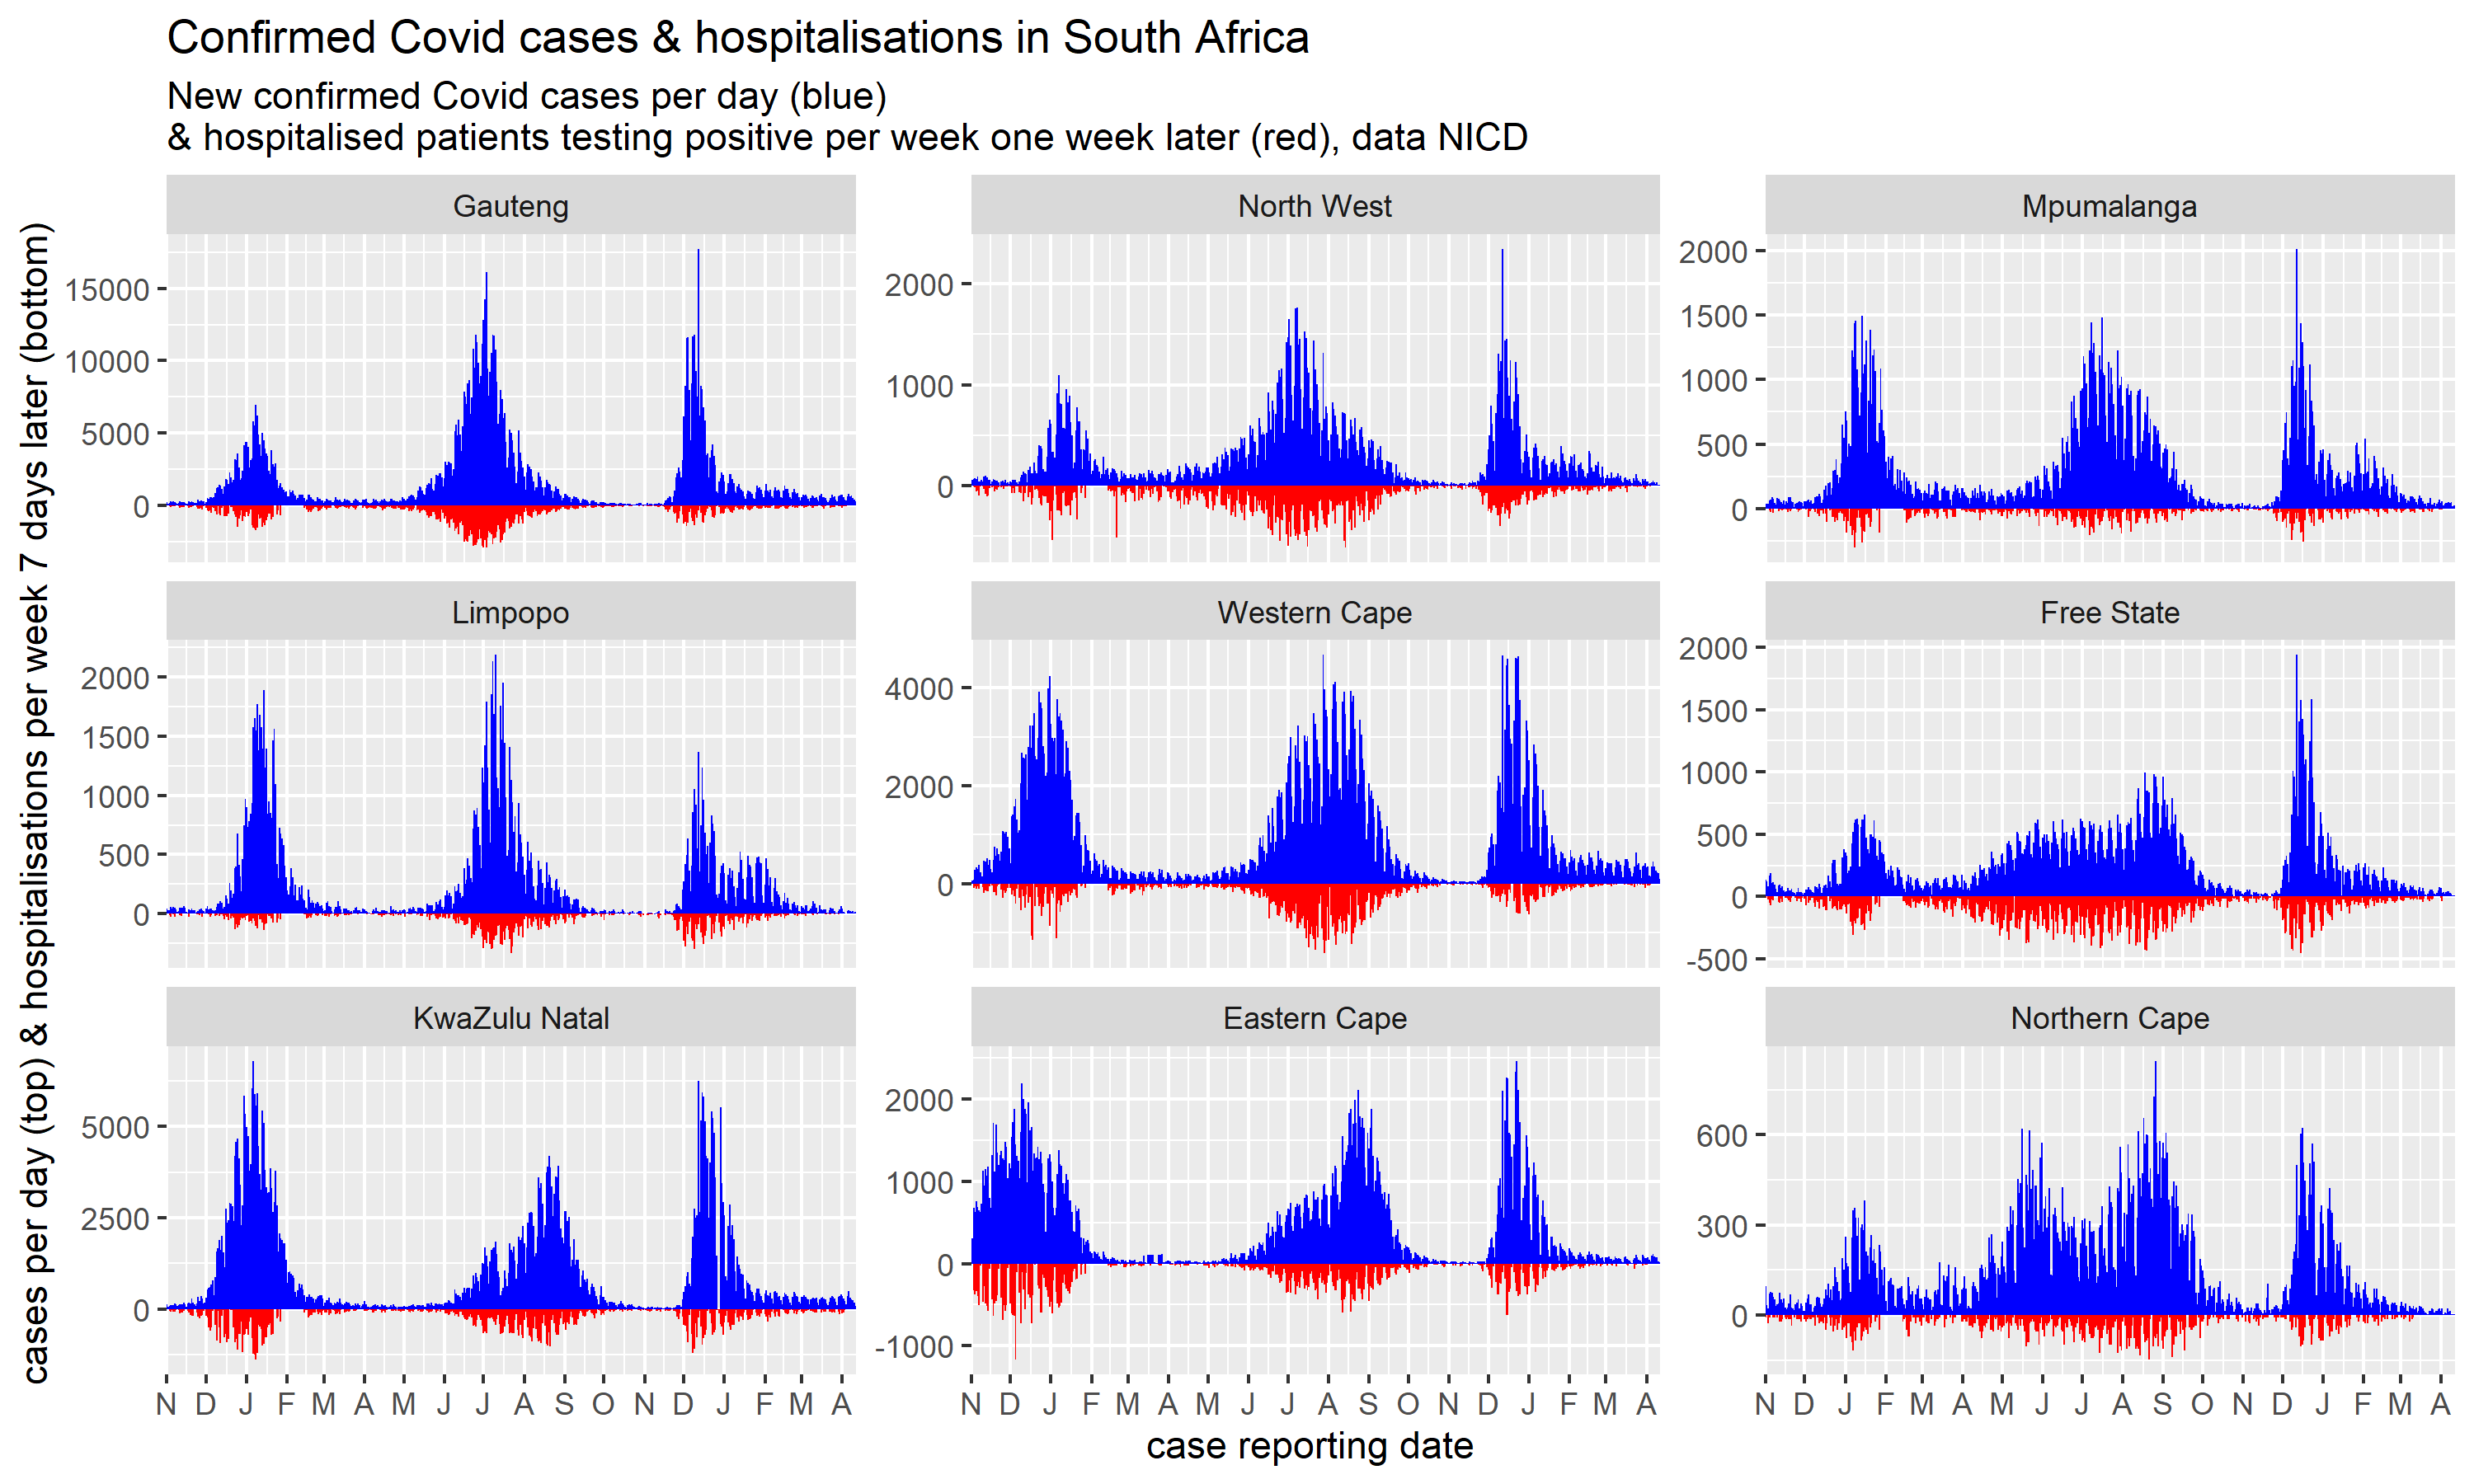 Confirmed Covid cases & hospitalisations in South Africa
New confirmed Covid cases per day (blue)
& hospitalised patients testing positive per week one week later (red), data NICD
cases per day (top) & hospitalisations per week 7 days later (bottom)
Gauteng
15000
10000
5000
0
North West
2000
1000
0
Mpumalanga
2000
1500
1000
500
0
Limpopo
2000
1500
1000
500
0
Western Cape
4000
2000
0
Free State
2000
1500
1000
500
0
-500
KwaZulu Natal
5000
2500
0
Eastern Cape
2000
1000
0
-1000
Northern Cape
600
300
0
N D J F M A M J J A S O N D J F M A
N D J F M A M J J A S O N D J F M A
N D J F M A M J J A S O N D J F M A
case reporting date